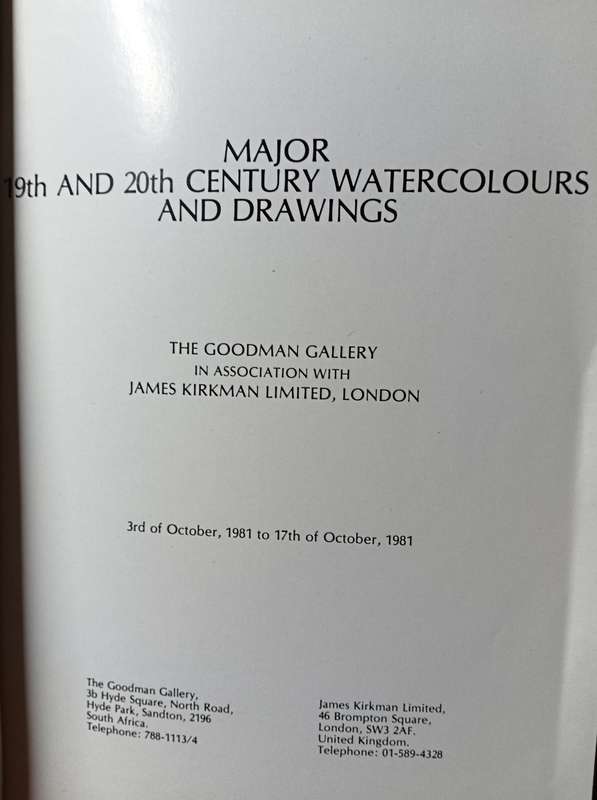 MAJOR
19th AND 20th CENTURY WATERCOLOURS
AND DRAWINGS
THE GOODMAN GALLERY
IN ASSOCIATION WITH
JAMES KIRKMAN LIMITED, LONDON
3rd of October, 1981 to 17th of October, 1981
The Goodman Gallery,
3b Hyde Square, North Road,
Hyde Park, Sandton, 2196
South Africa.
Telephone: 788-1113/4
James Kirkman Limited,
46 Brompton Square,
London, SW3 2AF.
United Kingdom.
Telephone: 01-589-4328